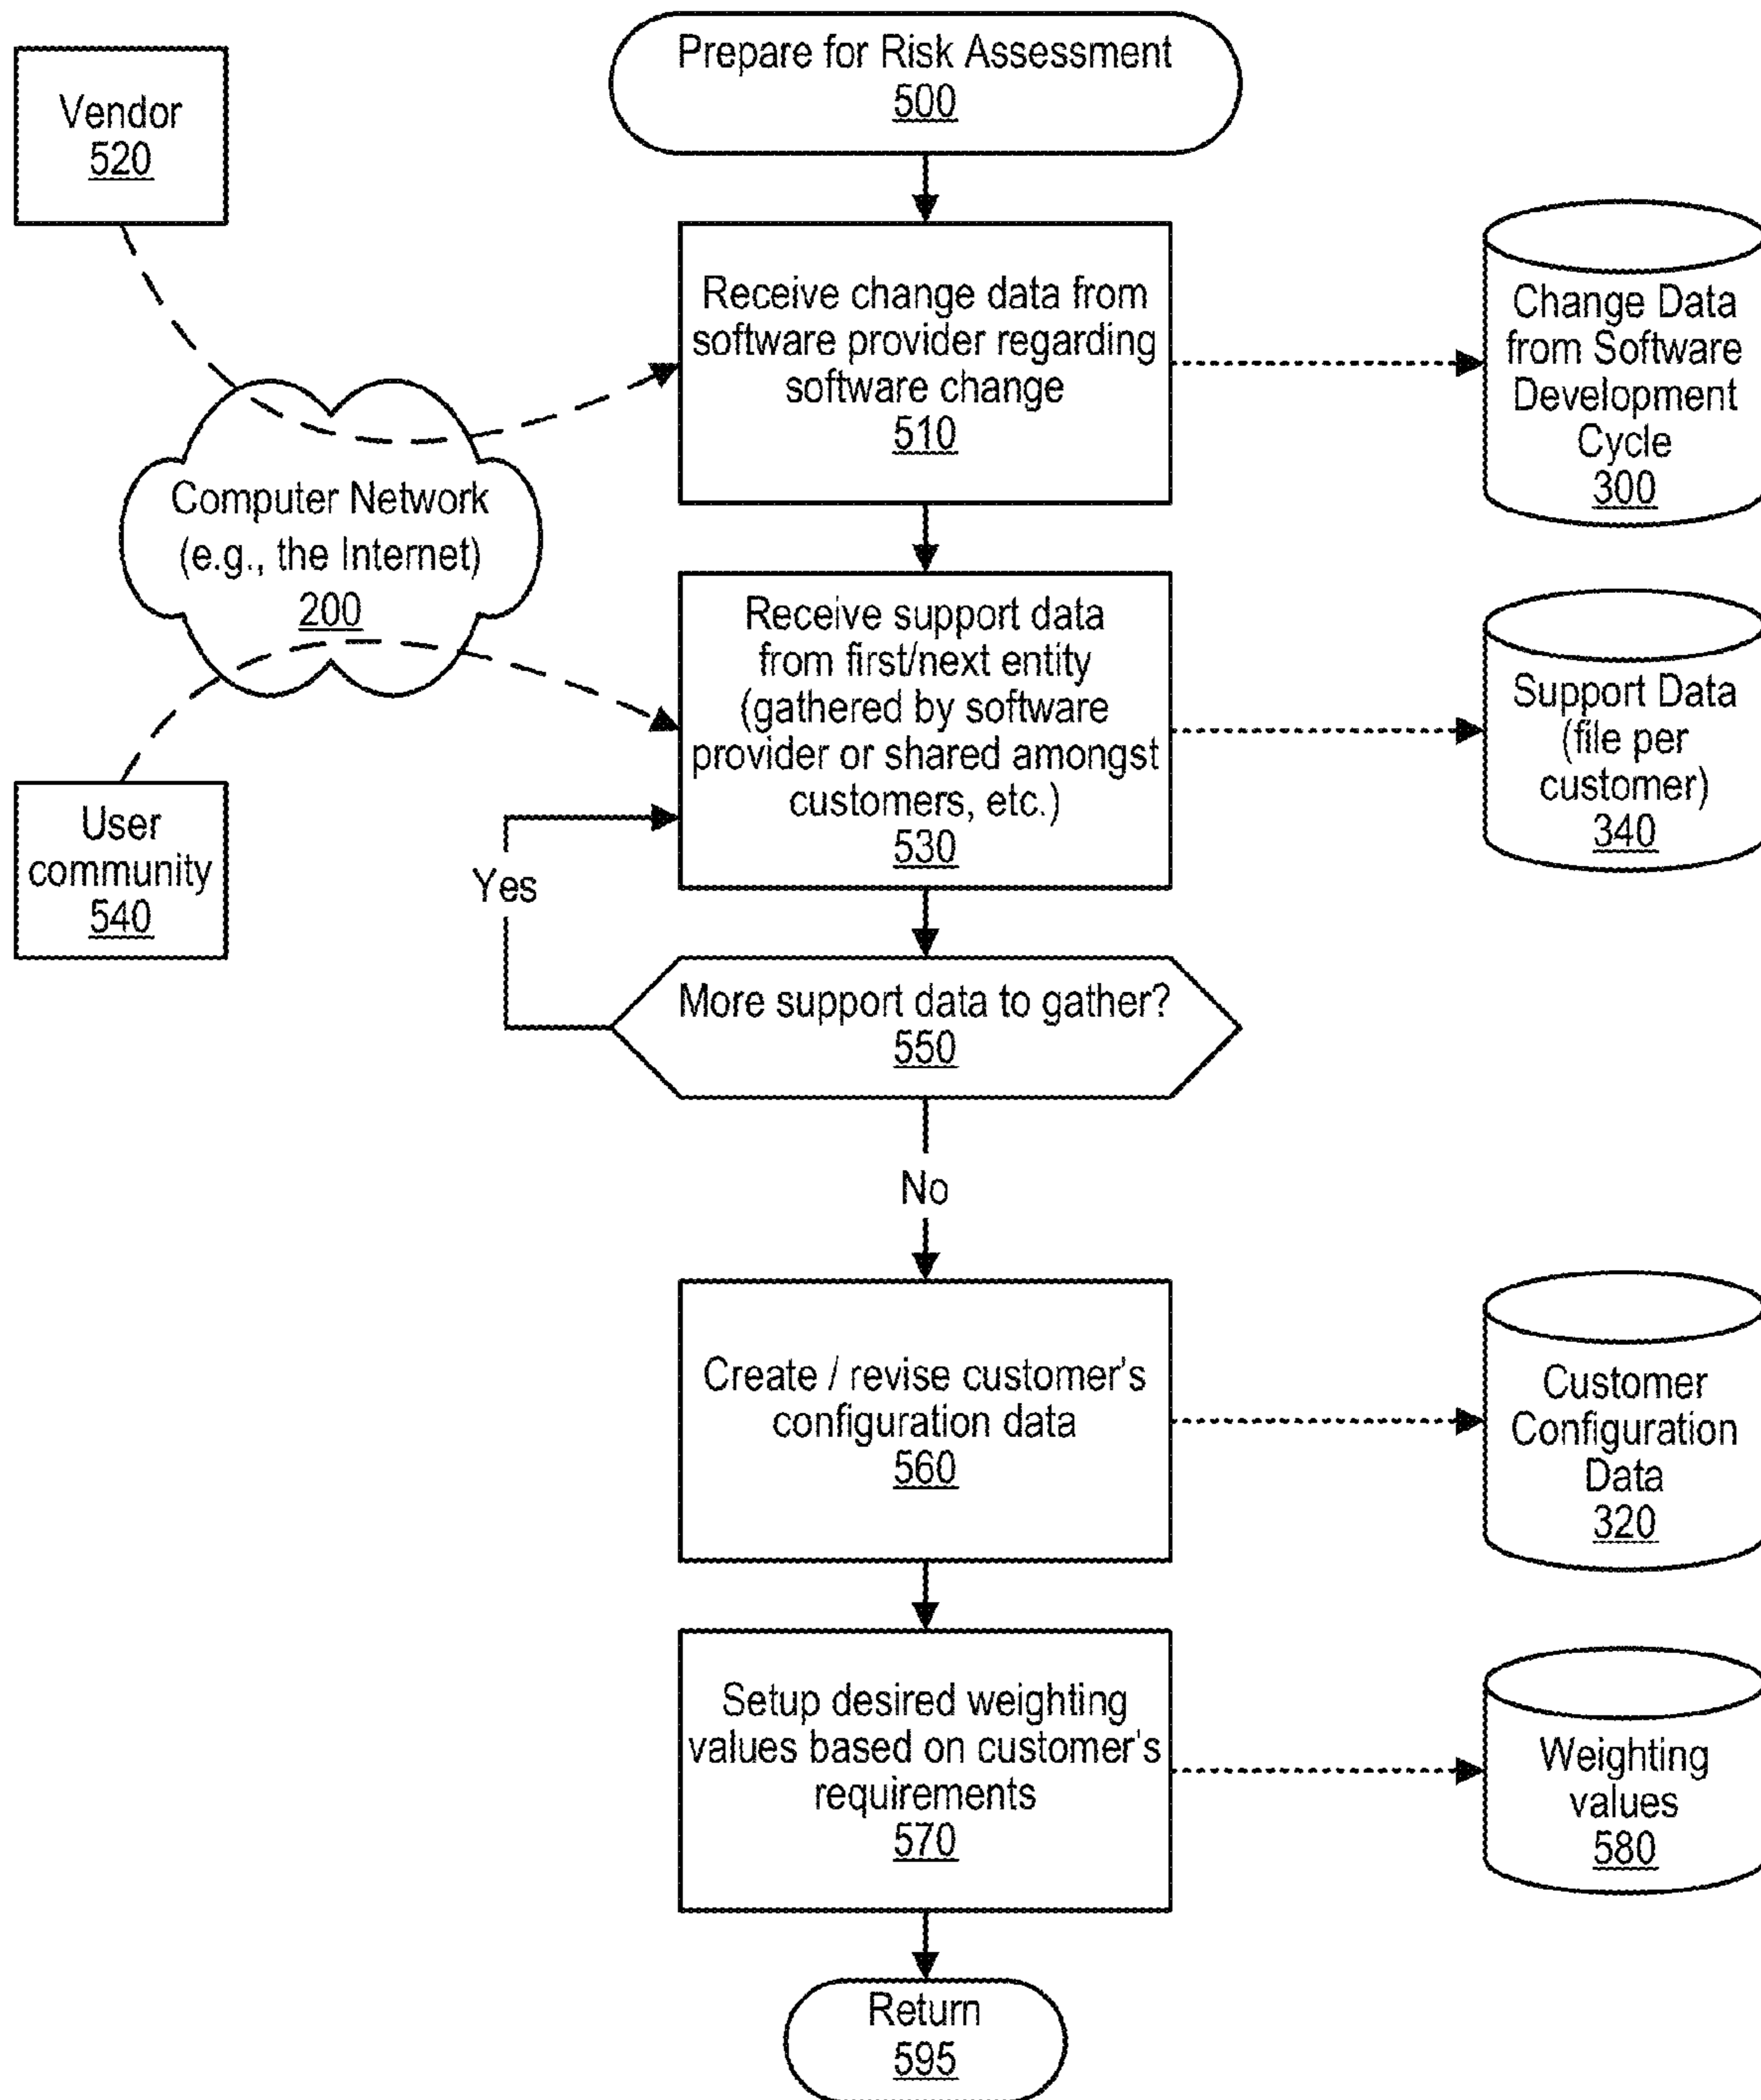 Prepare for Risk Assessment
500
Vendor
520
Receive change data from
software provider regarding
software change
510
Change Data
from Software
Development
Cycle
300
Computer Network
(e.g., the Internet)
200
Receive support data
from first/next entity
(gathered by software
provider or shared amongst
customers, etc.)
530
Support Data
(file per
customer)
340
User
community
540
Yes
More support data to gather?
550
No
Create / revise customer's
configuration data
560
Customer
Configuration
Data
320
Setup desired weighting
values based on customer's
requirements
570
Weighting
values
580
Return
595